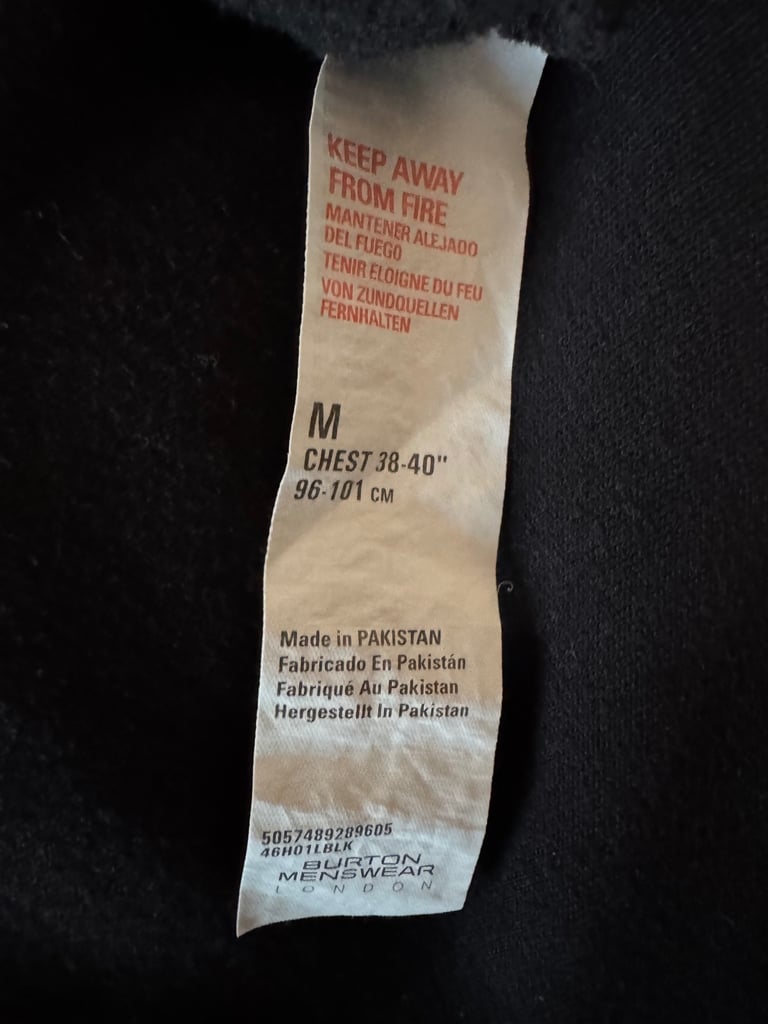 KEEP AWAY
FROM FIRE
MANTENER ALEJADO
DEL FUEGO
TENIR ELOIGNE DU FEU
VON ZUNDQUELLEN
FERNHALTEN
M
CHEST 38-40"
96-101 CM
Made in PAKISTAN
Fabricado En Pakistán
Fabriqué Au Pakistan
Hergestellt In Pakistan
5057489289605
46H01LBLK
BURTON
MENSWEAR
LONDON